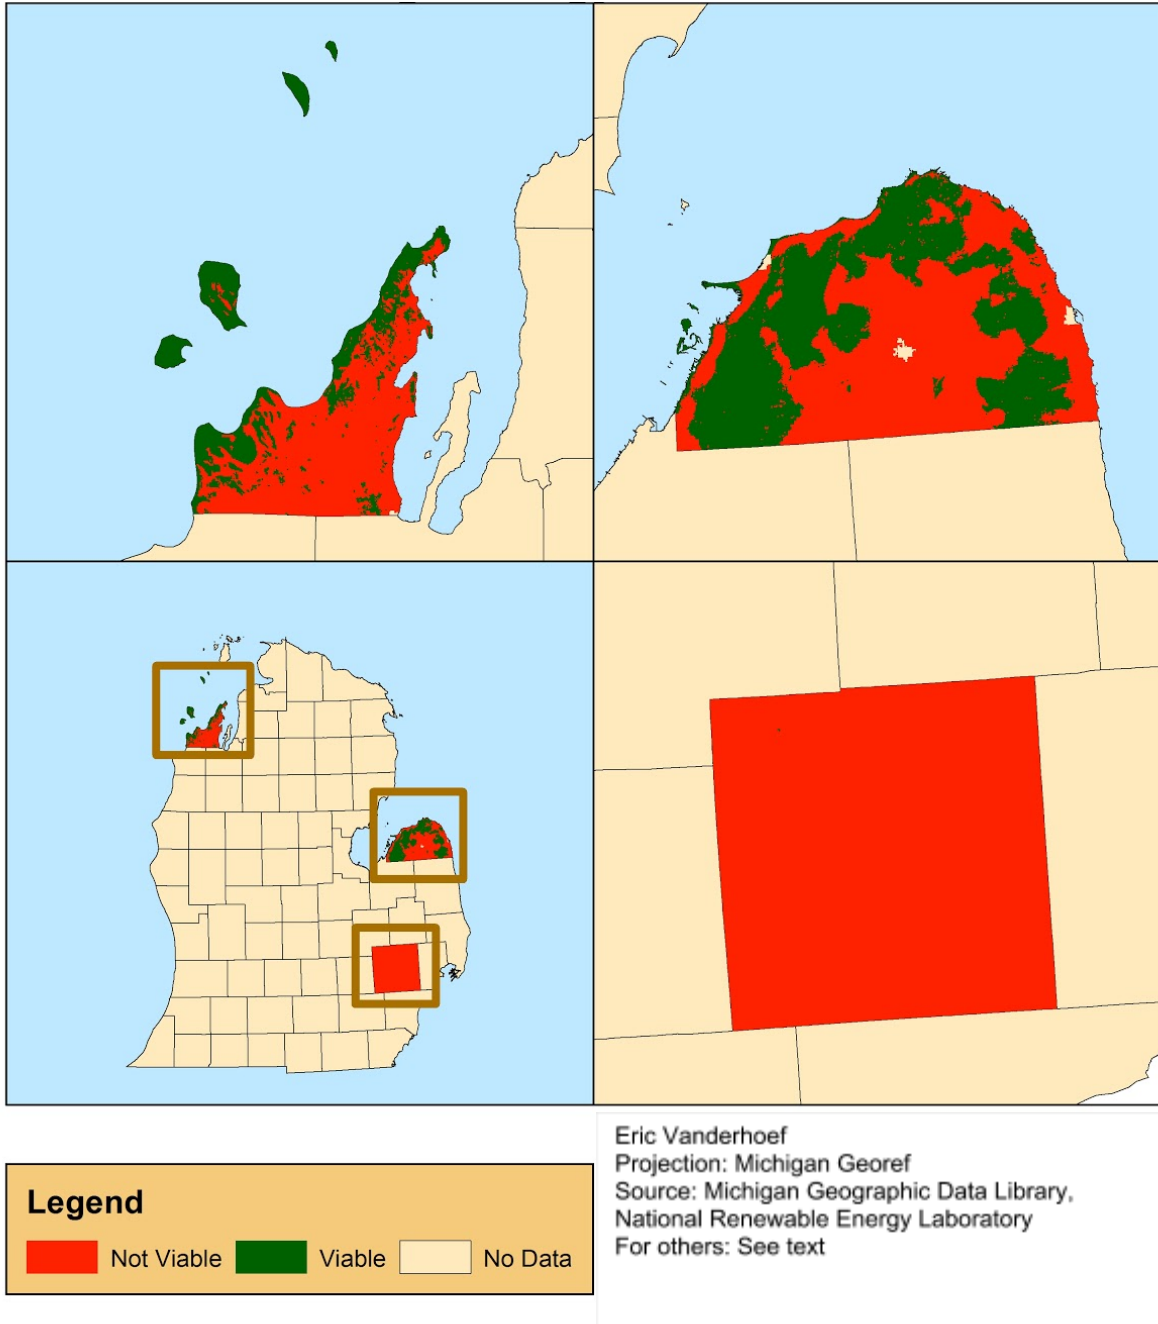 Legend
Not Viable
Viable
No Data
Eric Vanderhoef
Projection: Michigan Georef
Source: Michigan Geographic Data Library,
National Renewable Energy Laboratory
For others: See text